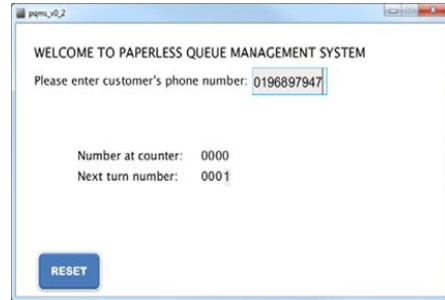 pqms_v0_2
WELCOME TO PAPERLESS QUEUE MANAGEMENT SYSTEM
Please enter customer's phone number: 0196897947
Number at counter: 0000
Next turn number: 0001
RESET